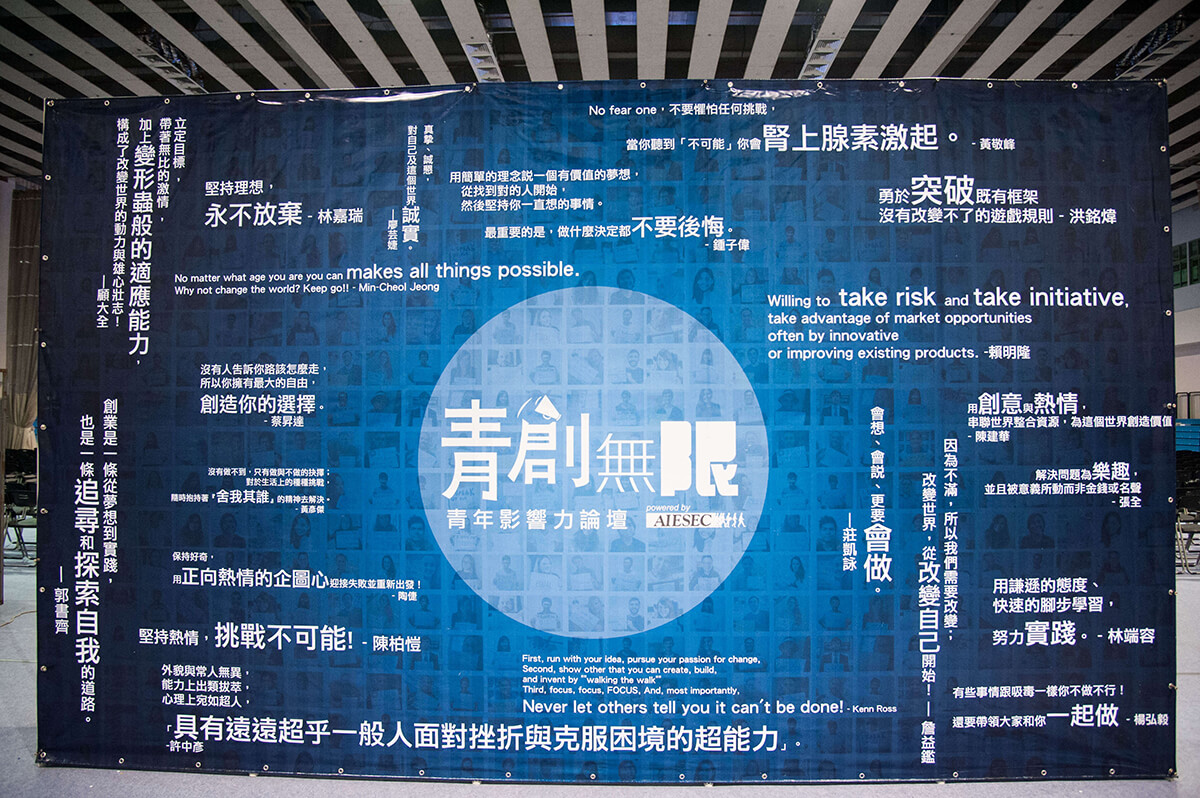 No fear one，不要懼怕任何挑戰，
當你聽到「不可能」你會腎上腺素激起。 - 黃敬峰
立定目標，
帶著無比的激情，
加上變形蟲般的適應能力，
構成了改變世界的動力與雄心壯志！
—顧大全
堅持理想，
永不放棄 - 林嘉瑞
真摯、誠懇，
對自己及這個世界誠實。
—廖芸婕
用簡單的理念説一個有價值的夢想，
從找到對的人開始，
然後堅持你一直想的事情。
最重要的是，做什麼決定都不要後悔。
- 鍾子偉
勇於突破既有框架
沒有改變不了的遊戲規則 - 洪銘煒
No matter what age you are you can makes all things possible.
Why not change the world? Keep go!! - Min-Cheol Jeong
Willing to take risk and take initiative,
take advantage of market opportunities
often by innovative
or improving existing products. -賴明隆
沒有人告訴你路該怎麼走，
所以你擁有最大的自由，
創造你的選擇。
- 蔡昇達
創業是一條從夢想到實踐，
也是一條追尋和探索自我的道路。
—郭書齊
沒有做不到，只有做與不做的抉擇；
對於生活上的種種挑戰，
隨時抱持著「舍我其誰」的精神去解決。
- 黃彥傑
青創無限
青年影響力論壇
powered by
AIESEC
會想、會説、更要會做。
—莊凱詠
用創意與熱情，
串聯世界整合資源，為這個世界創造價值
- 陳建華
因為不滿，所以我們需要改變；
改變世界，從改變自己開始！—詹益鑑
解決問題為樂趣，
並且被意義所動而非金錢或名聲
- 張全
保持好奇，
用正向熱情的企圖心迎接失敗並重新出發！
- 陶倢
堅持熱情，挑戰不可能! - 陳柏愷
用謙遜的態度、
快速的腳步學習，
努力實踐。- 林端容
外貌與常人無異，
能力上出類拔萃，
心理上宛如超人，
「具有遠遠超乎一般人面對挫折與克服困境的超能力」。
-許中彥
First, run with your idea, pursue your passion for change,
Second, show other that you can create, build,
and invent by ""walking the walk""
Third, focus, focus, FOCUS, And, most importantly,
Never let others tell you it can't be done! - Kenn Ross
有些事情跟吸毒一樣你不做不行！
還要帶領大家和你一起做 - 楊弘毅